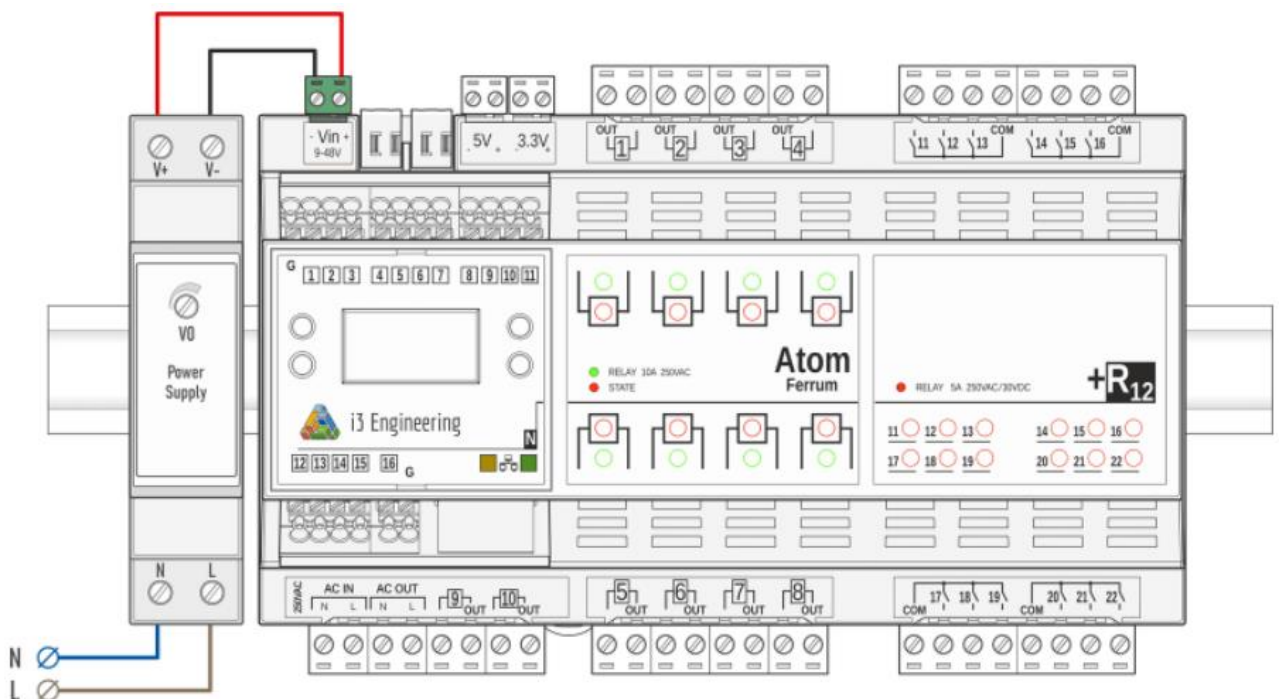 V+ V-
- Vin +
9-48V
5V 3.3V
OUT 1 OUT 2 OUT 3 OUT 4
11 12 13 COM 14 15 16 COM
G 1 2 3 4 5 6 7 8 9 10 11
VO
Power
Supply
RELAY 10A 250VAC
STATE
Atom
Ferrum
RELAY 5A 250VAC/30VDC
+R12
i3 Engineering
N
12 13 14 15 16 G
11 12 13 14 15 16
17 18 19 20 21 22
N L
250VAC
AC IN AC OUT
N L N L
9 OUT 10 OUT
5 OUT 6 OUT 7 OUT 8 OUT
COM 17 18 19 COM 20 21 22
N
L